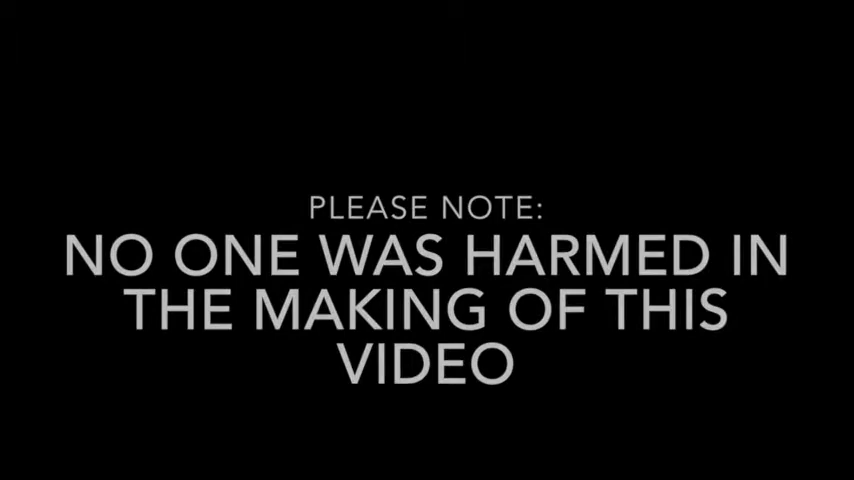 PLEASE NOTE:
NO ONE WAS HARMED IN
THE MAKING OF THIS
VIDEO